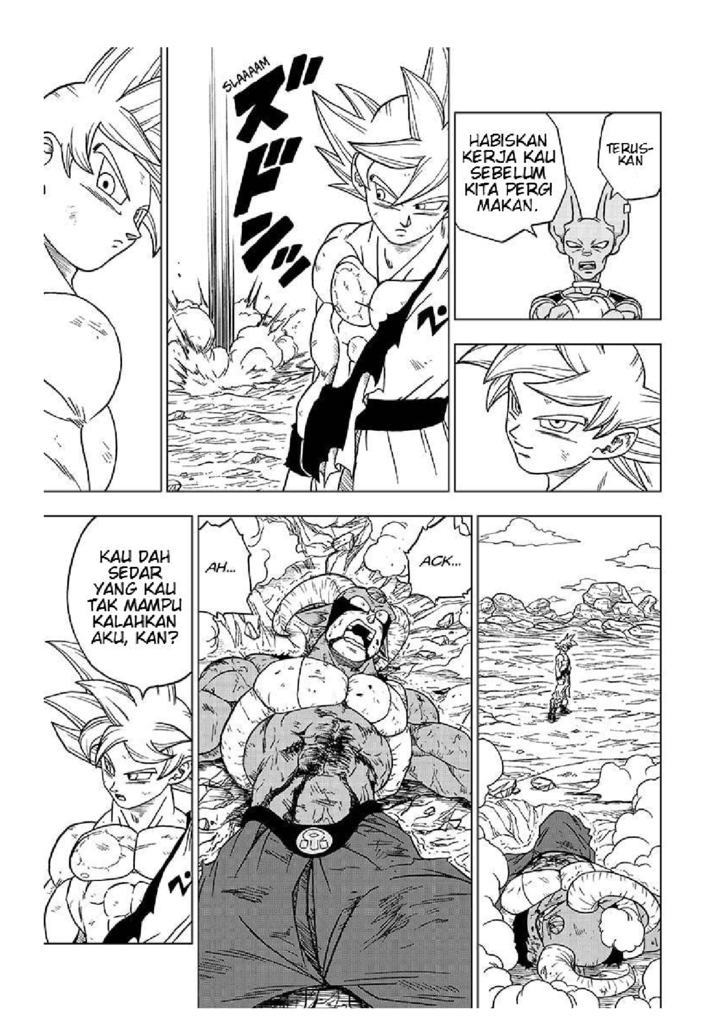 TERUS-
KAN
HABISKAN
KERJA KAU
SEBELUM
KITA PERGI
MAKAN.
SLAAAAM
ズドンッ
ACK...
AH...
KAU DAH
SEDAR
YANG KAU
TAK MAMPU
KALAHKAN
AKU, KAN?